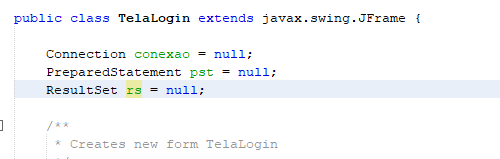 public class TelaLogin extends javax.swing.JFrame {
Connection conexao = null;
PreparedStatement pst = null;
ResultSet rs = null;
/**
* Creates new form TelaLogin